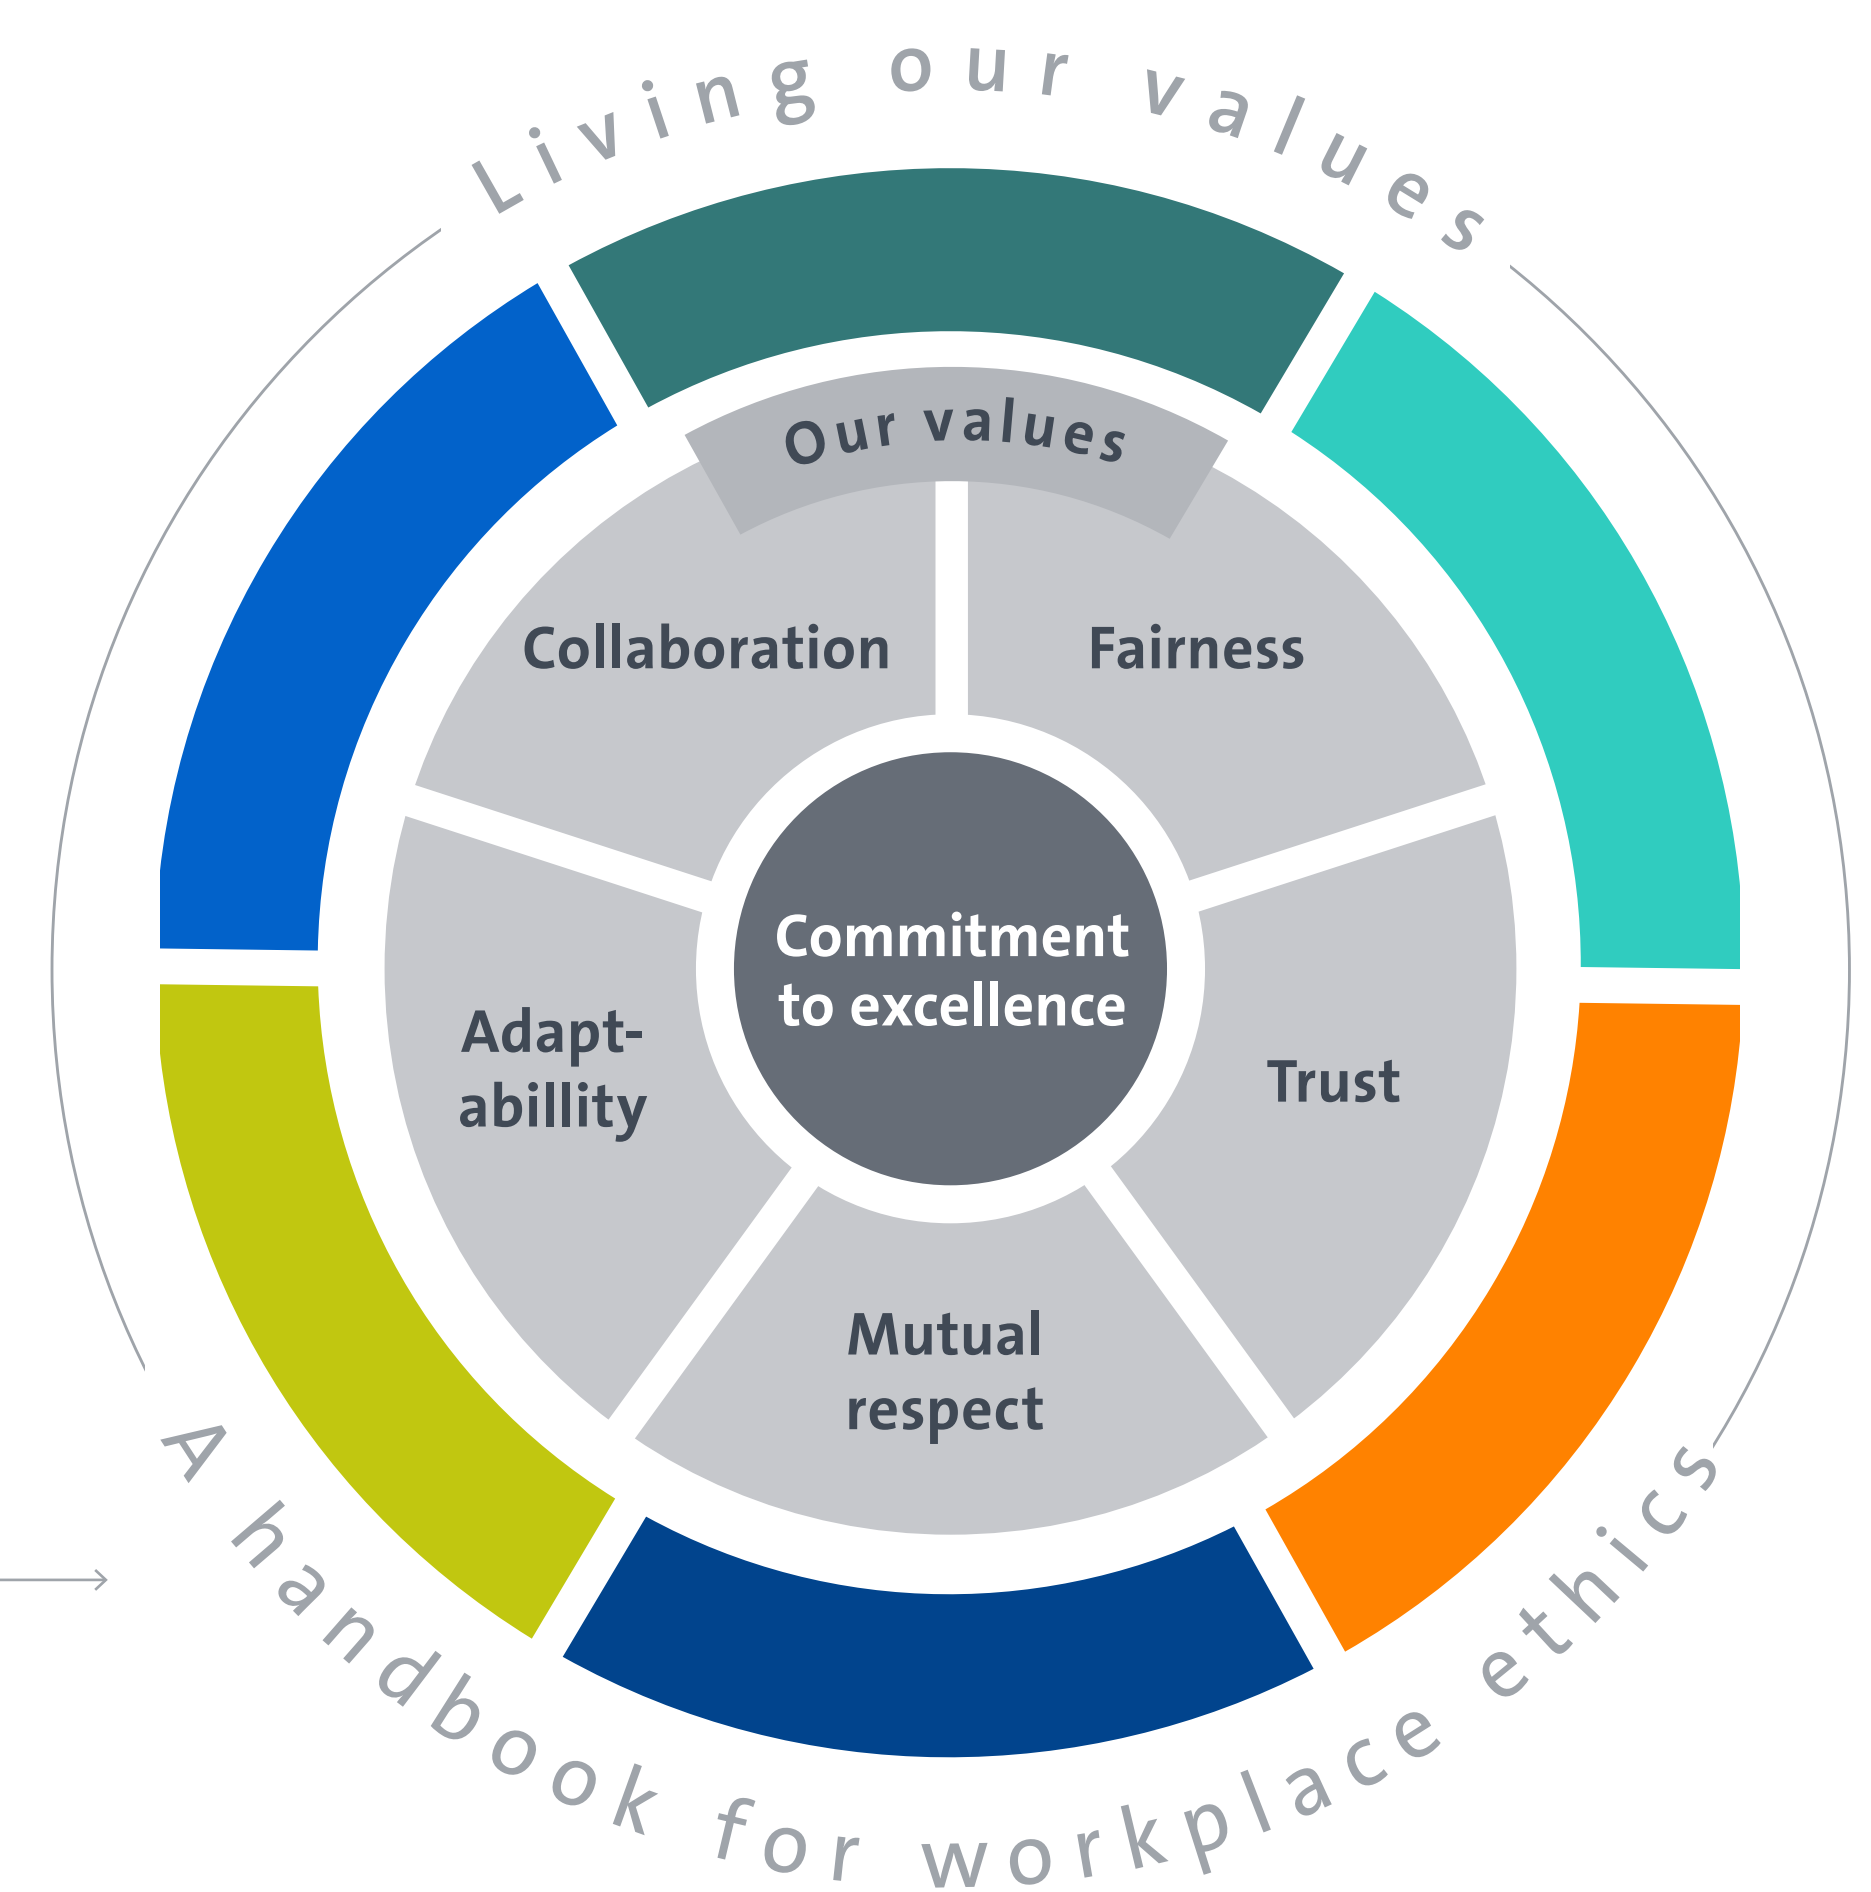 Living our values
Our values
Collaboration
Fairness
Commitment
to excellence
Adapt-
abillity
Trust
Mutual
respect
A handbook for workplace ethics